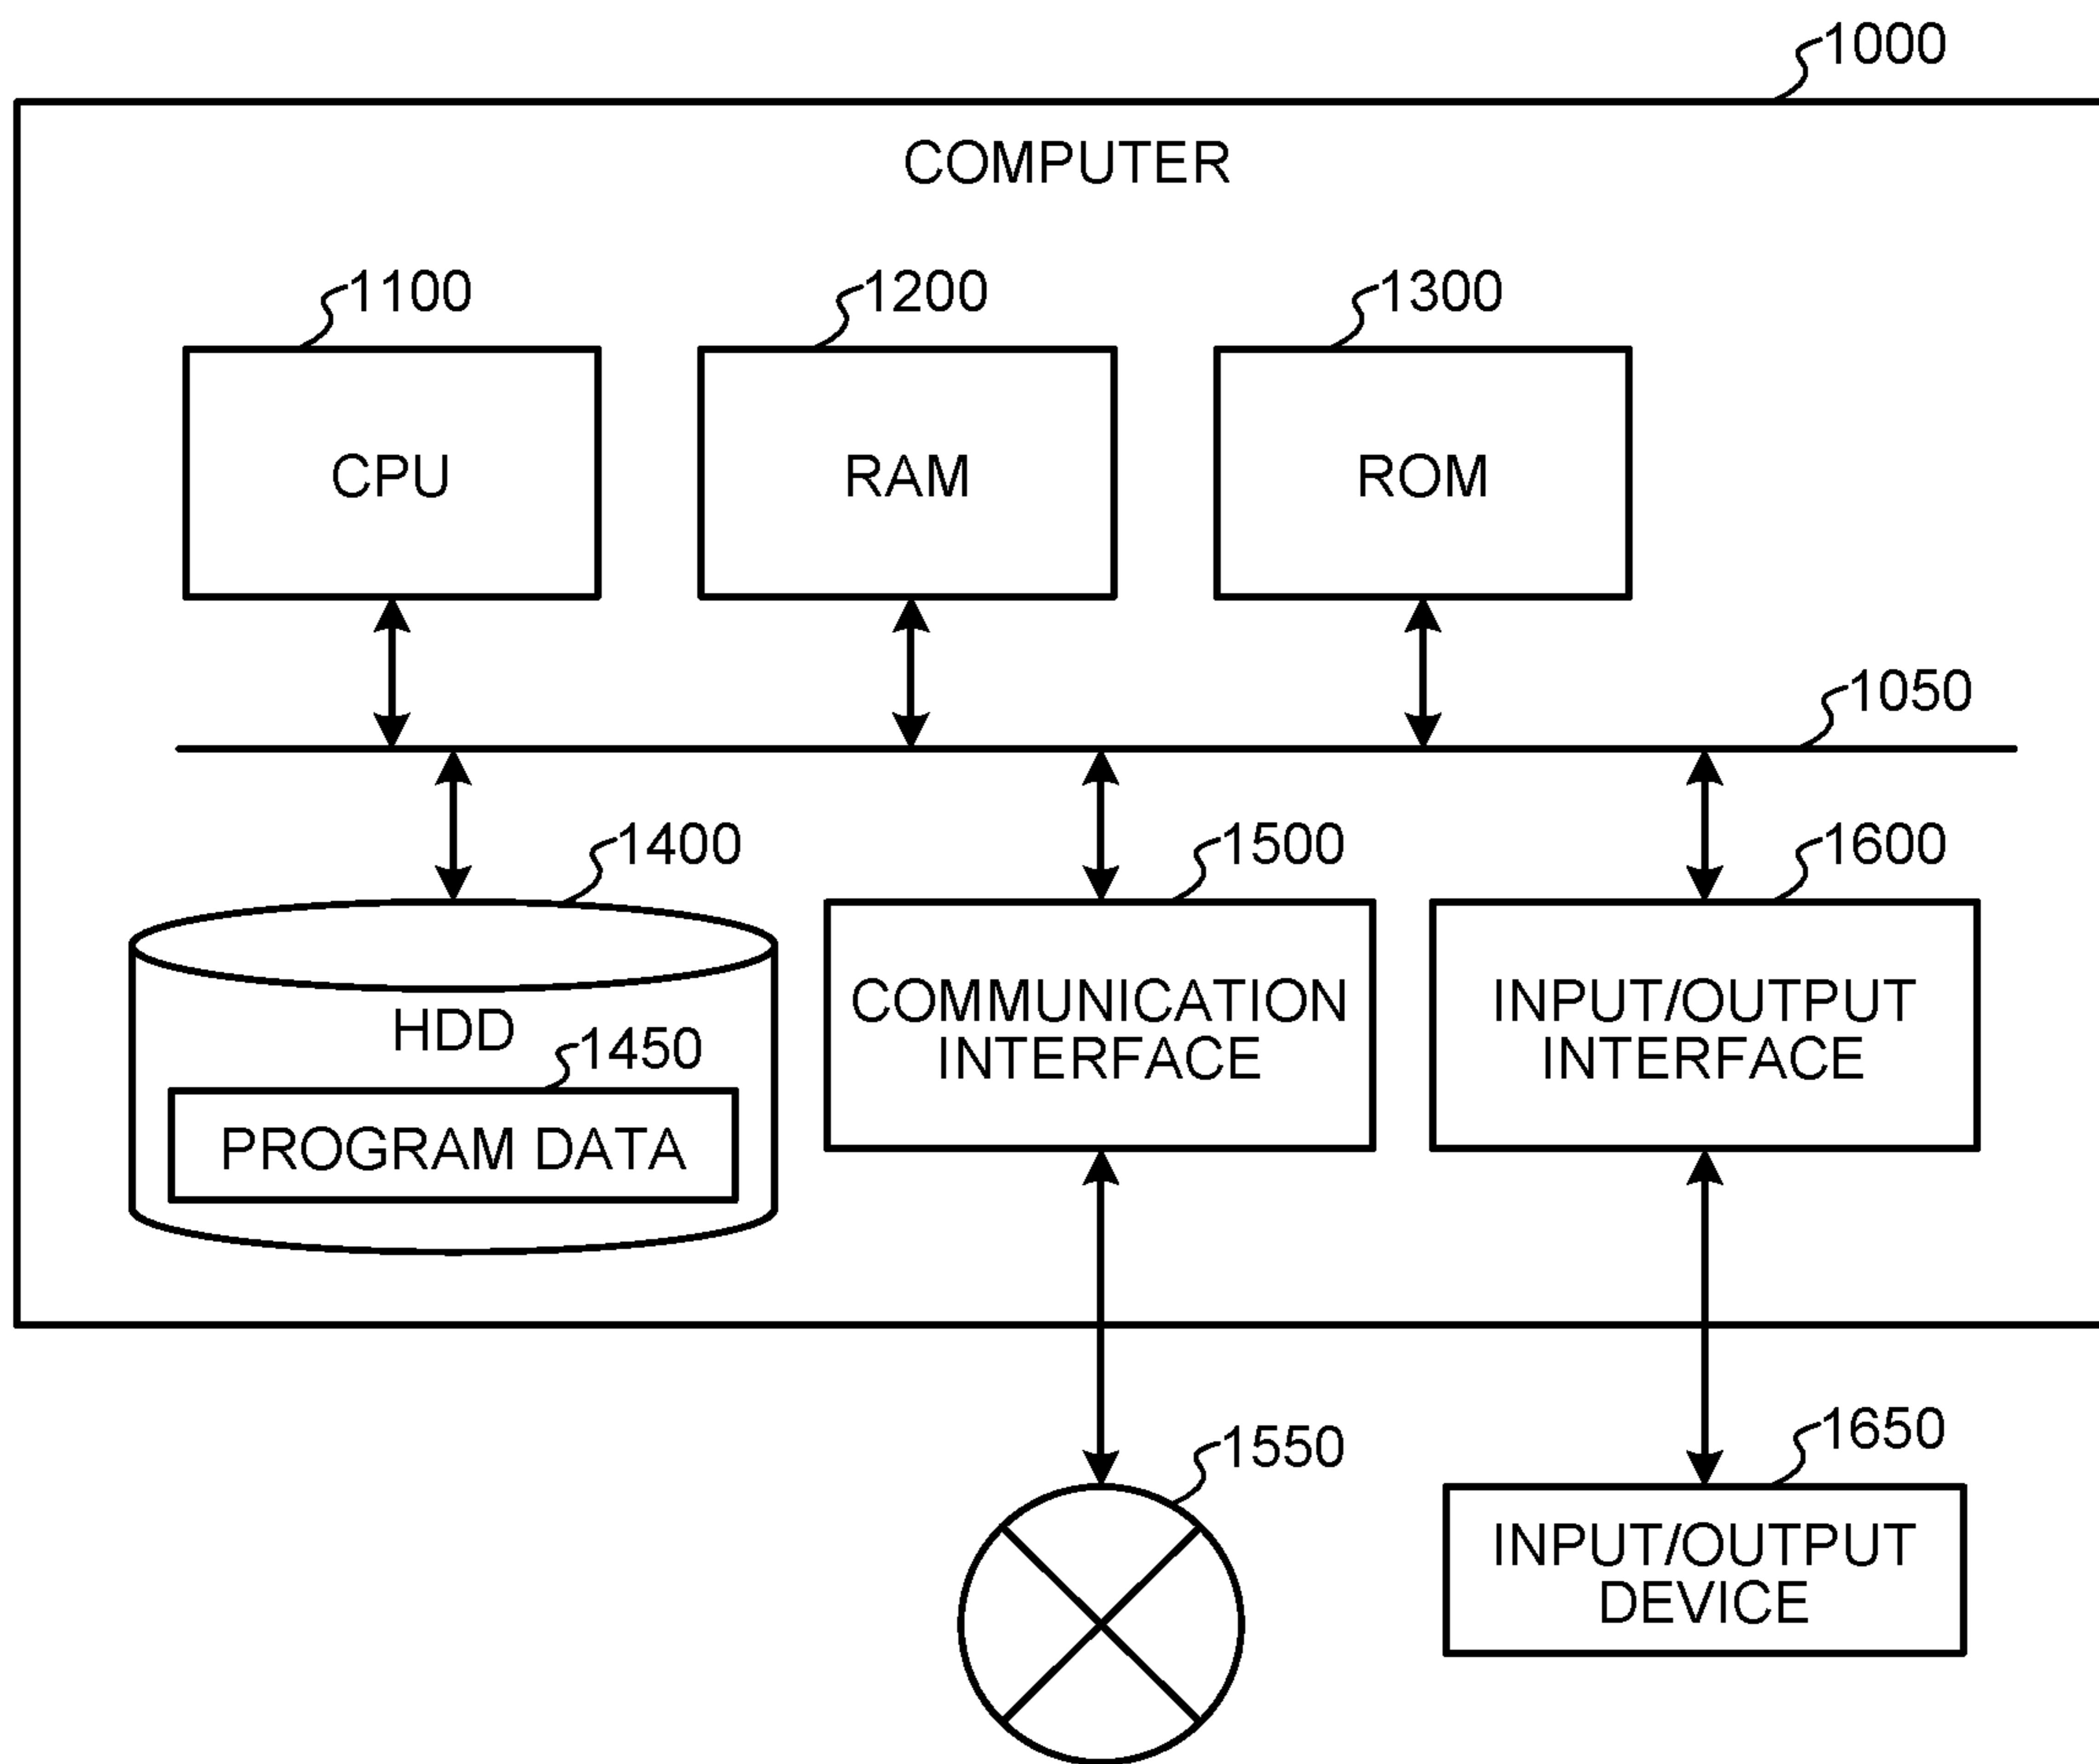 1000
COMPUTER
1100
1200
1300
CPU
RAM
ROM
1050
1400
1500
1600
HDD
1450
PROGRAM DATA
COMMUNICATION
INTERFACE
INPUT/OUTPUT
INTERFACE
1550
1650
INPUT/OUTPUT
DEVICE